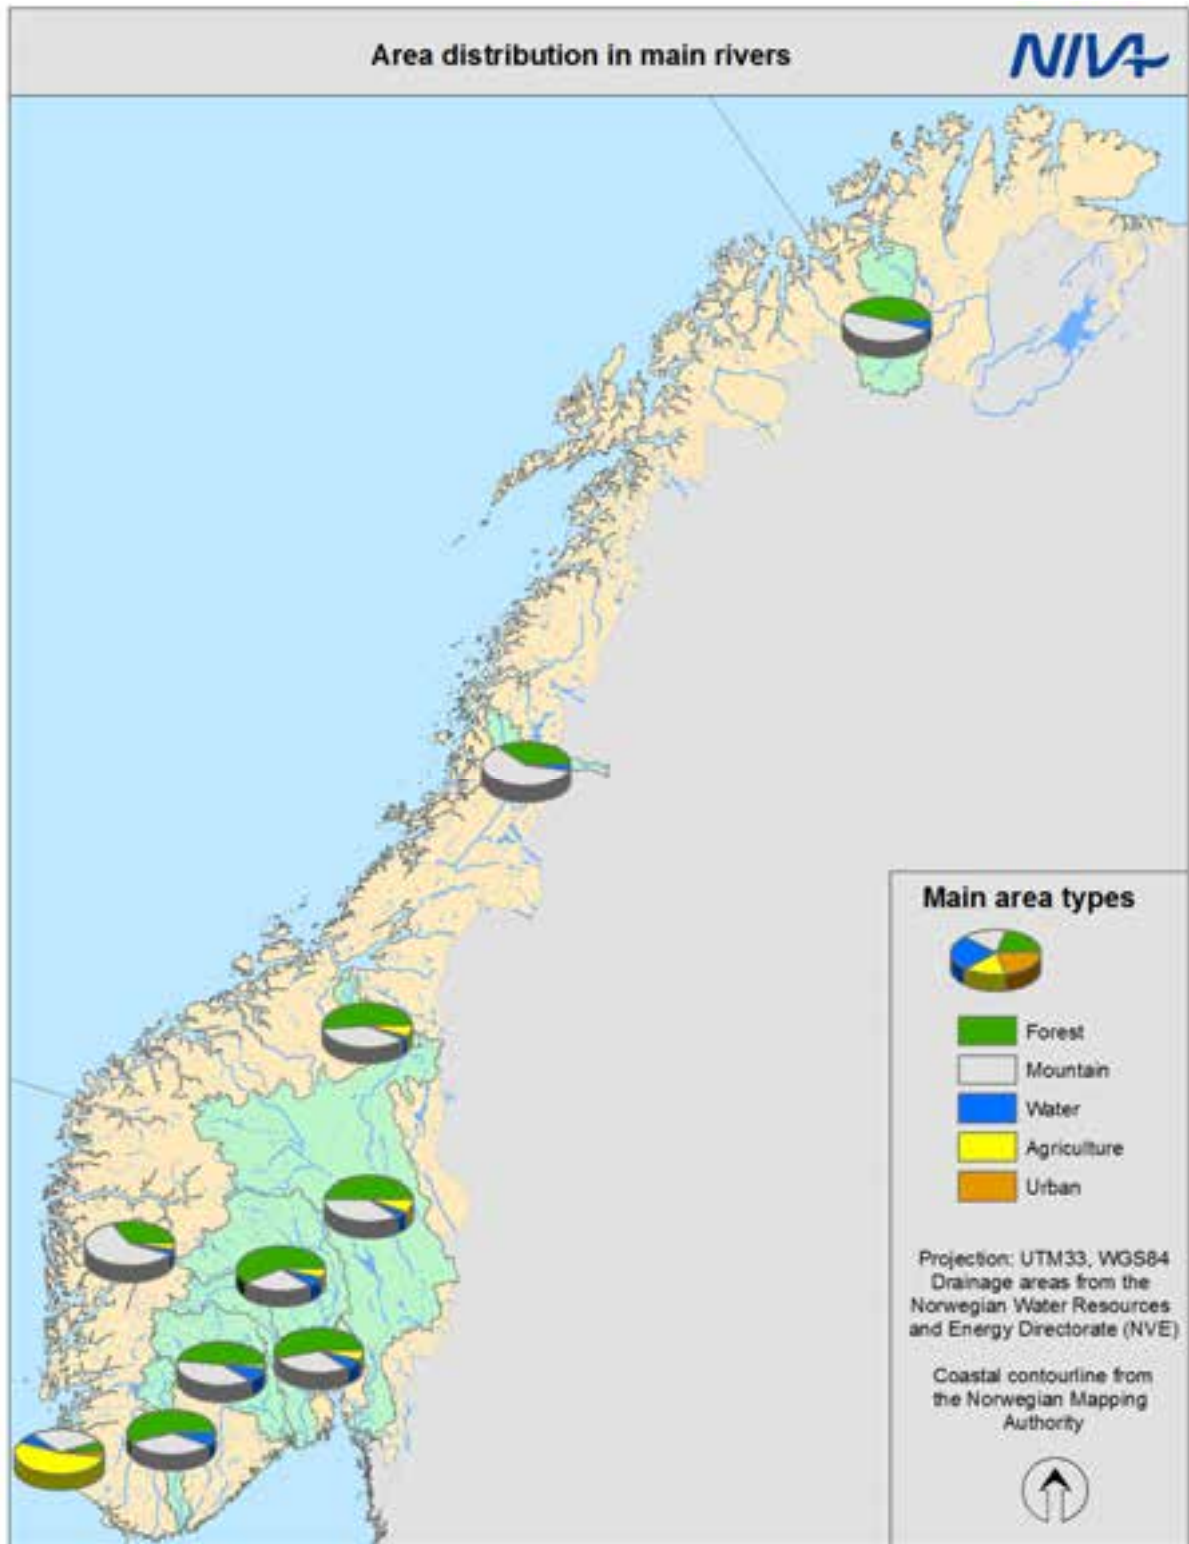 Area distribution in main rivers
NIVA
Main area types
Forest
Mountain
Water
Agriculture
Urban
Projection: UTM33, WGS84
Drainage areas from the
Norwegian Water Resources
and Energy Directorate (NVE)
Coastal contourline from
the Norwegian Mapping
Authority